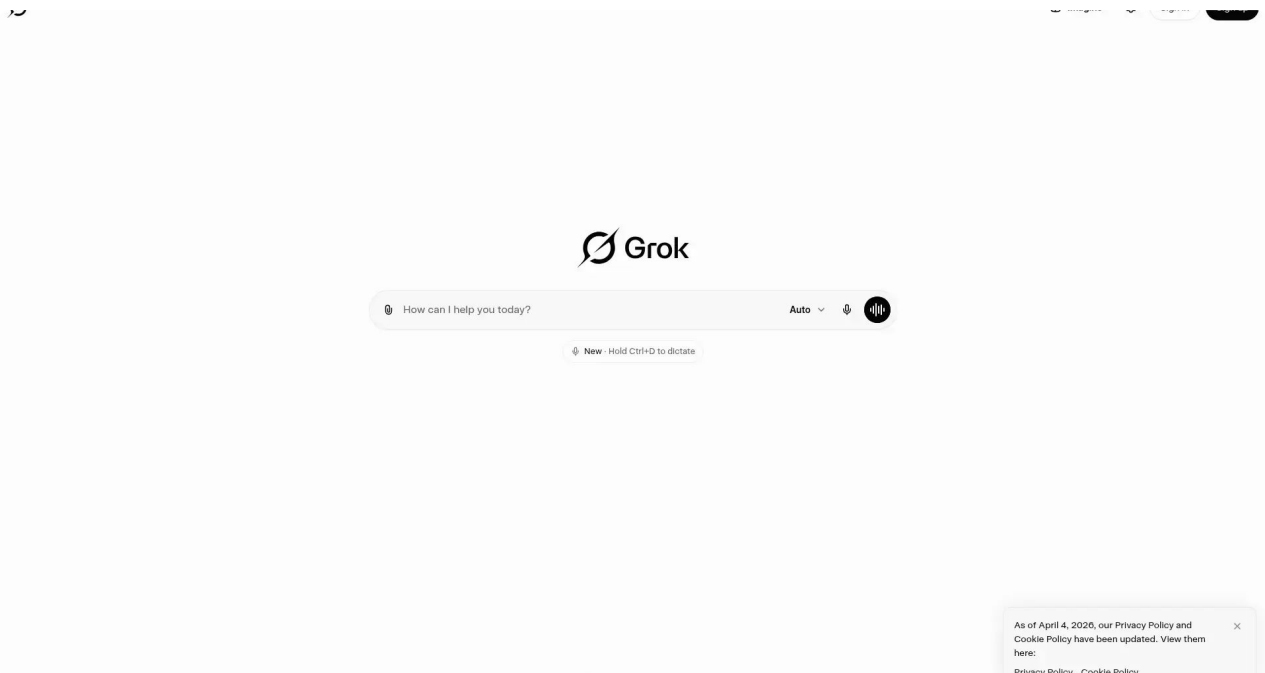 Grok
How can I help you today?
Auto
New · Hold Ctrl+D to dictate
As of April 4, 2026, our Privacy Policy and
Cookie Policy have been updated. View them
here:
Privacy Policy Cookie Policy